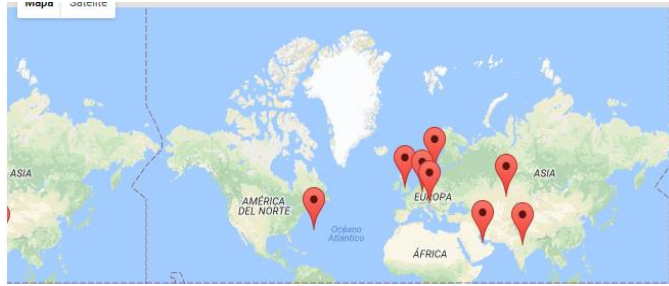 Mapa Satélite
ASIA
AMÉRICA
DEL NORTE
Océano
Atlántico
EUROPA
ASIA
ÁFRICA